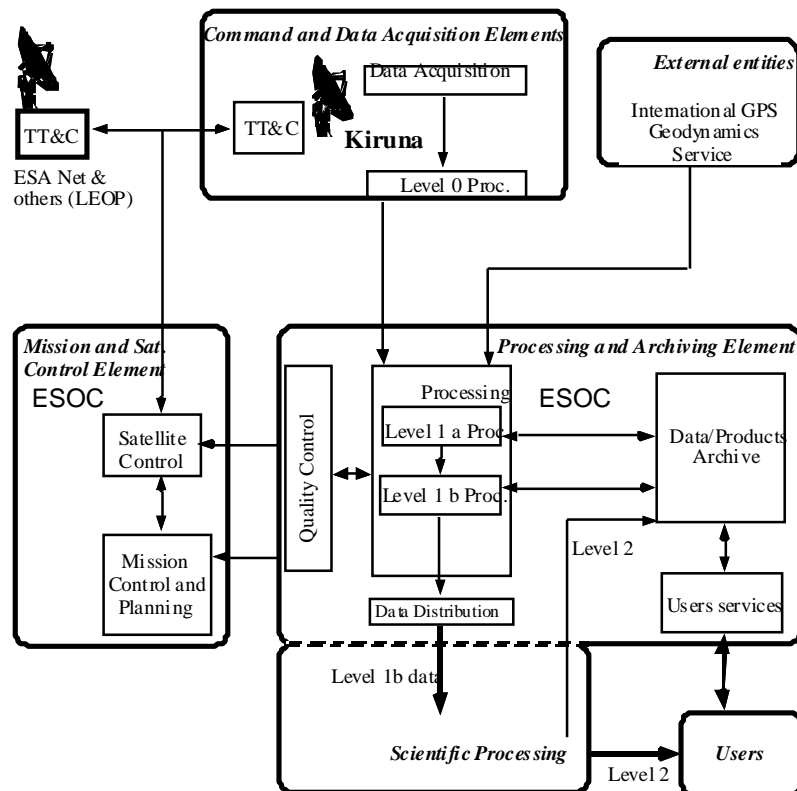 Command and Data Acquisition Elements
Data Acquisition
TT&C
Kiruna
Level 0 Proc.
TT&C
ESA Net &
others (LEOP)
External entities
International GPS
Geodynamics
Service
Mission and Sat.
Control Element
ESOC
Satellite
Control
Mission
Control and
Planning
Processing and Archiving Element
Quality Control
Processing
ESOC
Level 1 a Proc.
Level 1 b Proc.
Data Distribution
Data/Products
Archive
Level 2
Users services
Level 1b data
Scientific Processing
Level 2
Users